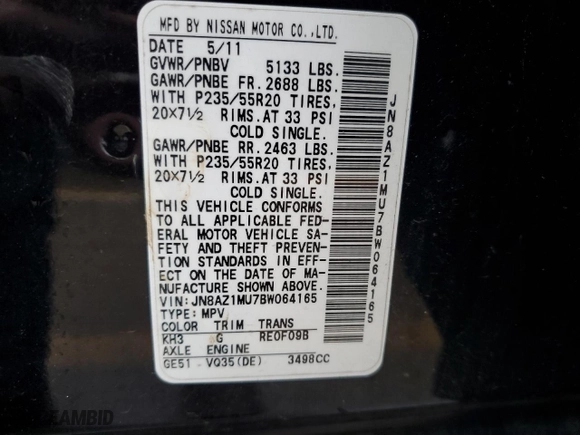 MFD BY NISSAN MOTOR CO.,LTD.
DATE 5/11
GVWR/PNBV 5133 LBS.
GAWR/PNBE FR. 2688 LBS.
WITH P235/55R20 TIRES,
20X7½ RIMS.AT 33 PSI
COLD SINGLE.
GAWR/PNBE RR. 2463 LBS.
WITH P235/55R20 TIRES,
20X7½ RIMS.AT 33 PSI
COLD SINGLE.
THIS VEHICLE CONFORMS
TO ALL APPLICABLE FED-
ERAL MOTOR VEHICLE SA-
FETY AND THEFT PREVEN-
TION STANDARDS IN EFF-
ECT ON THE DATE OF MA-
NUFACTURE SHOWN ABOVE.
VIN: JN8AZ1MU7BW064165
TYPE: MPV
COLOR TRIM TRANS
KH3 G RE0F09B
AXLE ENGINE
GE51 VQ35(DE) 3498CC
JN8AZ1MU7BW064165